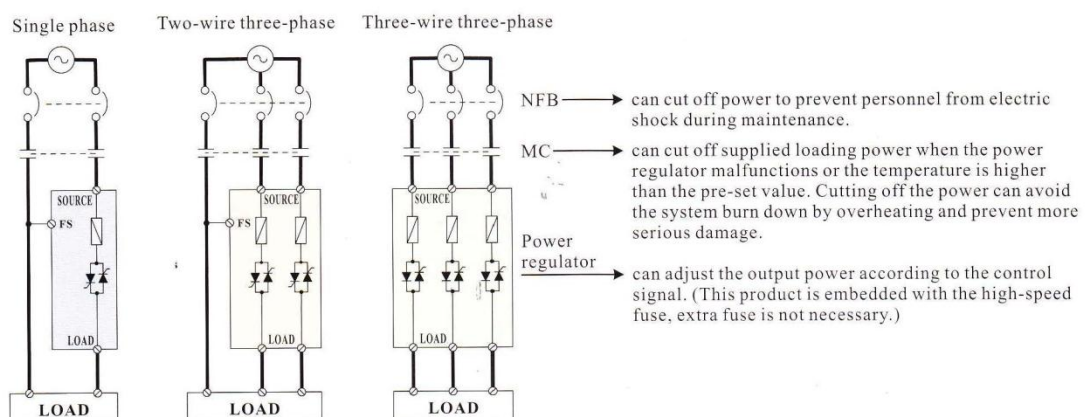 Single phase
Two-wire three-phase
Three-wire three-phase
NFB
can cut off power to prevent personnel from electric
shock during maintenance.
MC
can cut off supplied loading power when the power
regulator malfunctions or the temperature is higher
than the pre-set value. Cutting off the power can avoid
the system burn down by overheating and prevent more
serious damage.
Power
regulator
can adjust the output power according to the control
signal. (This product is embedded with the high-speed
fuse, extra fuse is not necessary.)
SOURCE
FS
LOAD
LOAD
SOURCE
FS
LOAD
LOAD
SOURCE
LOAD
LOAD